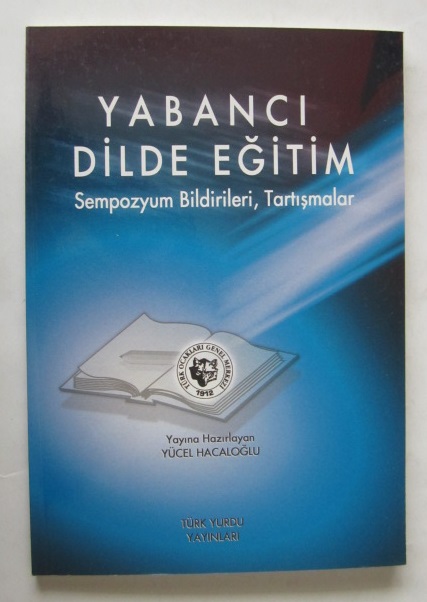 YABANCI
DİLDE EĞİTİM
Sempozyum Bildirileri, Tartışmalar
TÜRK OCAKLARI GENEL MERKEZİ
1912
Yayına Hazırlayan
YÜCEL HACALOĞLU
TÜRK YURDU
YAYINLARI